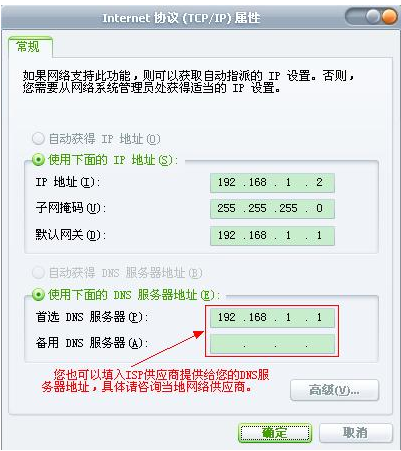 Internet 协议 (TCP/IP) 属性
常规
如果网络支持此功能，则可以获取自动指派的 IP 设置。否则，
您需要从网络系统管理员处获得适当的 IP 设置。
自动获得 IP 地址(O)
使用下面的 IP 地址(S):
IP 地址(I): 192 .168 . 1 . 2
子网掩码(U): 255 .255 .255 . 0
默认网关(D): 192 .168 . 1 . 1
自动获得 DNS 服务器地址(B)
使用下面的 DNS 服务器地址(E):
首选 DNS 服务器(P): 192 .168 . 1 . 1
备用 DNS 服务器(A): . . .
您也可以填入ISP供应商提供给您的DNS服
务器地址，具体请咨询当地网络供应商。
高级(V)...
确定 取消